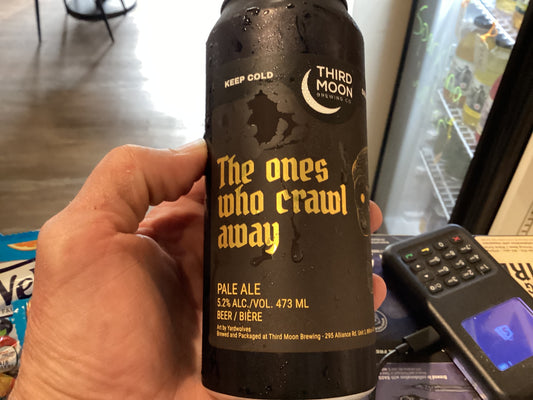 KEEP COLD
THIRD
MOON
BREWING CO.
The ones
who crawl
away
PALE ALE
5.2% ALC./VOL. 473 ML
BEER / BIÈRE
Art by Yardwolves
Brewed and Packaged at Third Moon Brewing - 295 Alliance Rd.